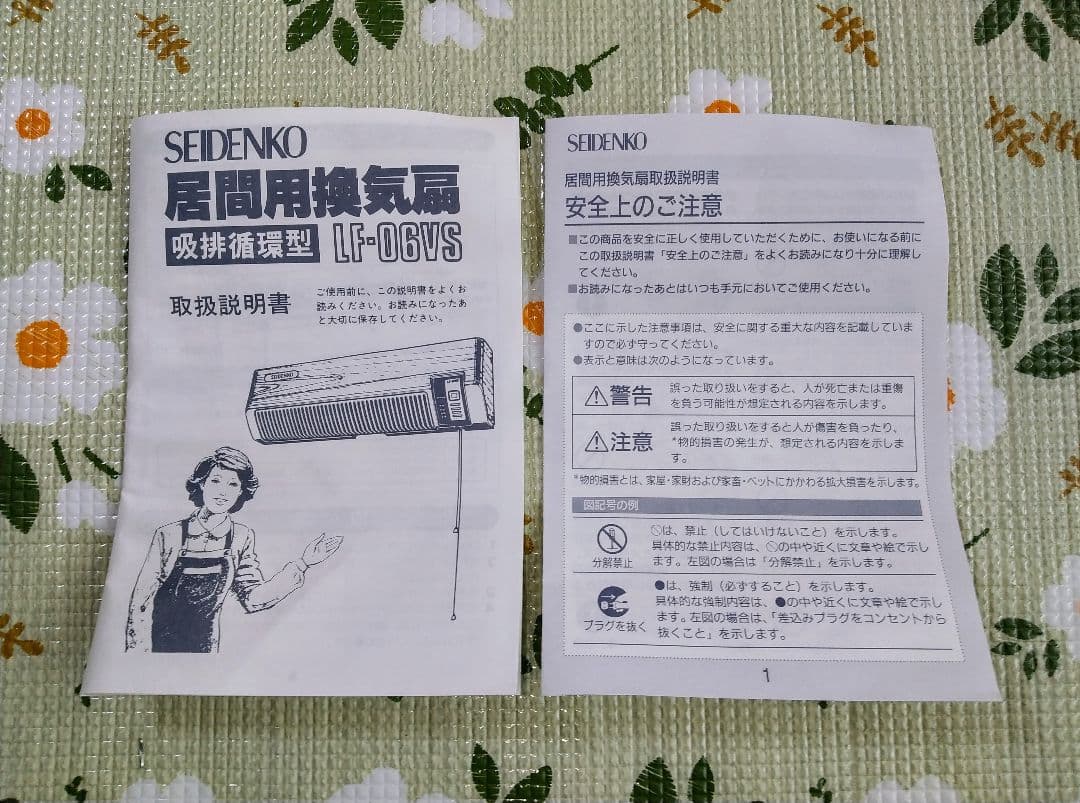 SEIDENKO
居間用換気扇
吸排循環型 LF-06VS
取扱説明書
ご使用前に、この説明書をよくお
読みください。お読みになったあ
と大切に保存してください。
SEIDENKO
SEIDENKO
居間用換気扇取扱説明書
安全上のご注意
■この商品を安全に正しく使用していただくために、お使いになる前に
この取扱説明書「安全上のご注意」をよくお読みになり十分に理解し
てください。
■お読みになったあとはいつも手元においてご使用ください。
●ここに示した注意事項は、安全に関する重大な内容を記載していま
すので必ず守ってください。
●表示と意味は次のようになっています。
⚠警告
誤った取り扱いをすると、人が死亡または重傷
を負う可能性が想定される内容を示します。
⚠注意
誤った取り扱いをすると人が傷害を負ったり、
*物的損害の発生が、想定される内容を示しま
す。
*物的損害とは、家屋・家財および家畜・ペットにかかわる拡大損害を示します。
図記号の例
分解禁止
⃠は、禁止（してはいけないこと）を示します。
具体的な禁止内容は、⃠の中や近くに文章や絵で示し
ます。左図の場合は「分解禁止」を示します。
プラグを抜く
●は、強制（必ずすること）を示します。
具体的な強制内容は、●の中や近くに文章や絵で示し
ます。左図の場合は、「差込みプラグをコンセントから
抜くこと」を示します。
1